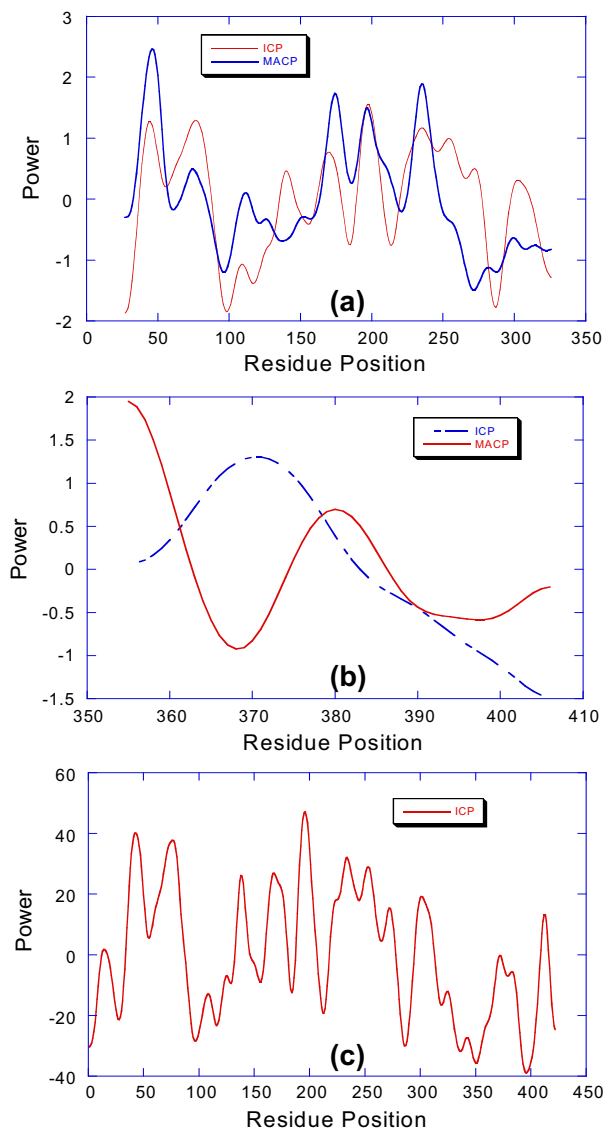 3
2
1
0
-1
-2
Power
ICP
MACP
(a)
0 50 100 150 200 250 300 350
Residue Position
2
1.5
1
0.5
0
-0.5
-1
-1.5
Power
ICP
MACP
(b)
350 360 370 380 390 400 410
Residue Position
60
40
20
0
-20
-40
Power
ICP
(c)
0 50 100 150 200 250 300 350 400 450
Residue Position